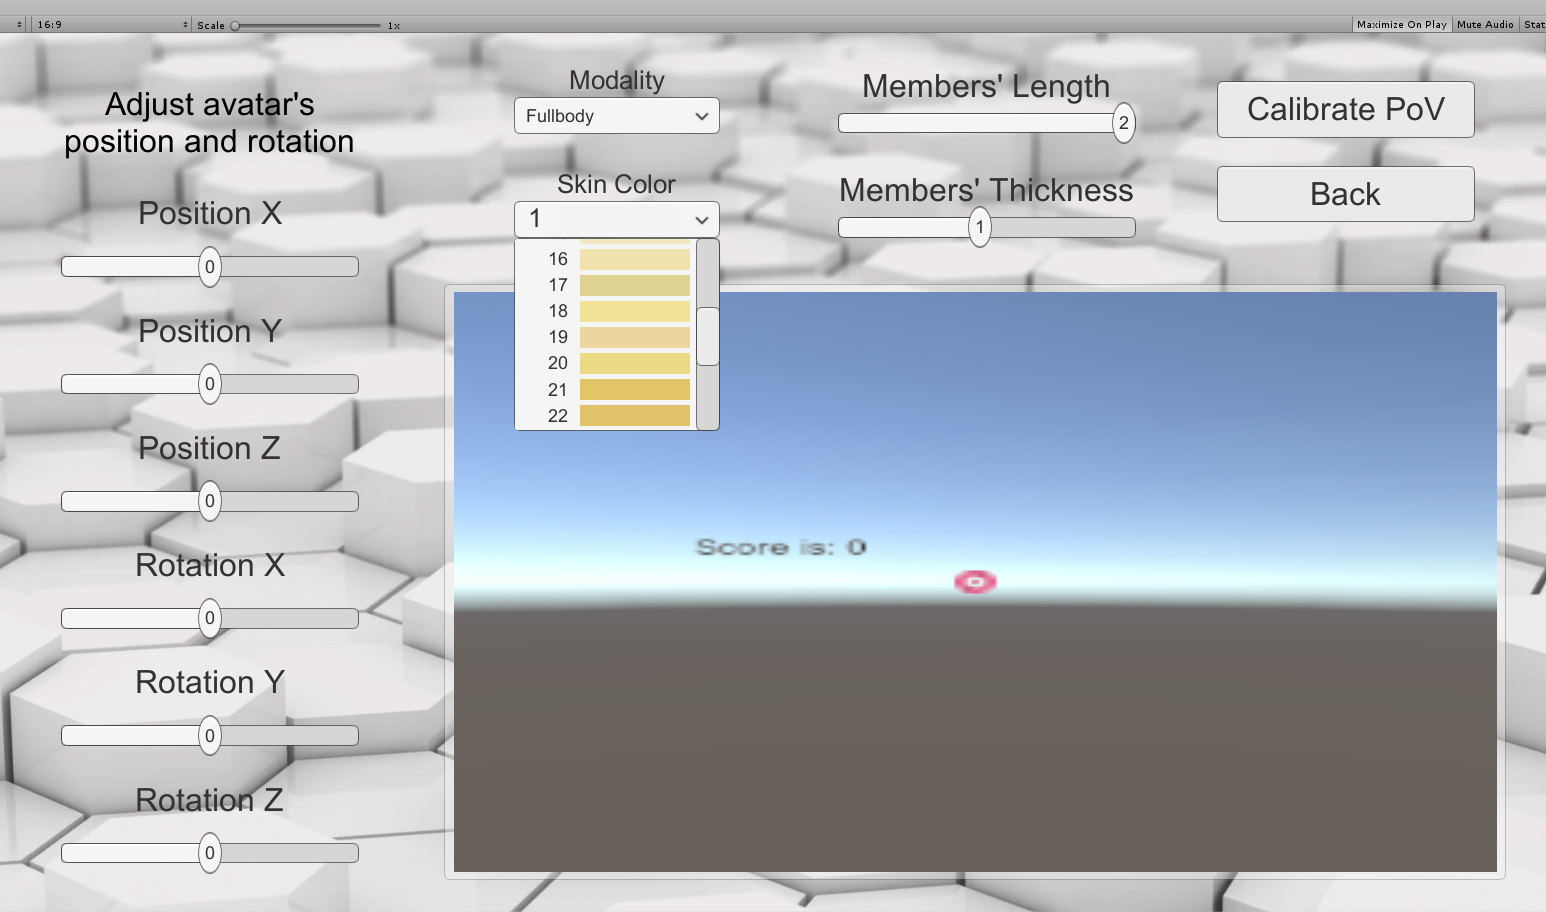 16:9
Scale
1x
Maximize On Play
Mute Audio
Stat
Adjust avatar's
position and rotation
Position X
0
Position Y
0
Position Z
0
Rotation X
0
Rotation Y
0
Rotation Z
0
Modality
Fullbody
Skin Color
1
16
17
18
19
20
21
22
Members' Length
2
Members' Thickness
1
Calibrate PoV
Back
Score is: 0